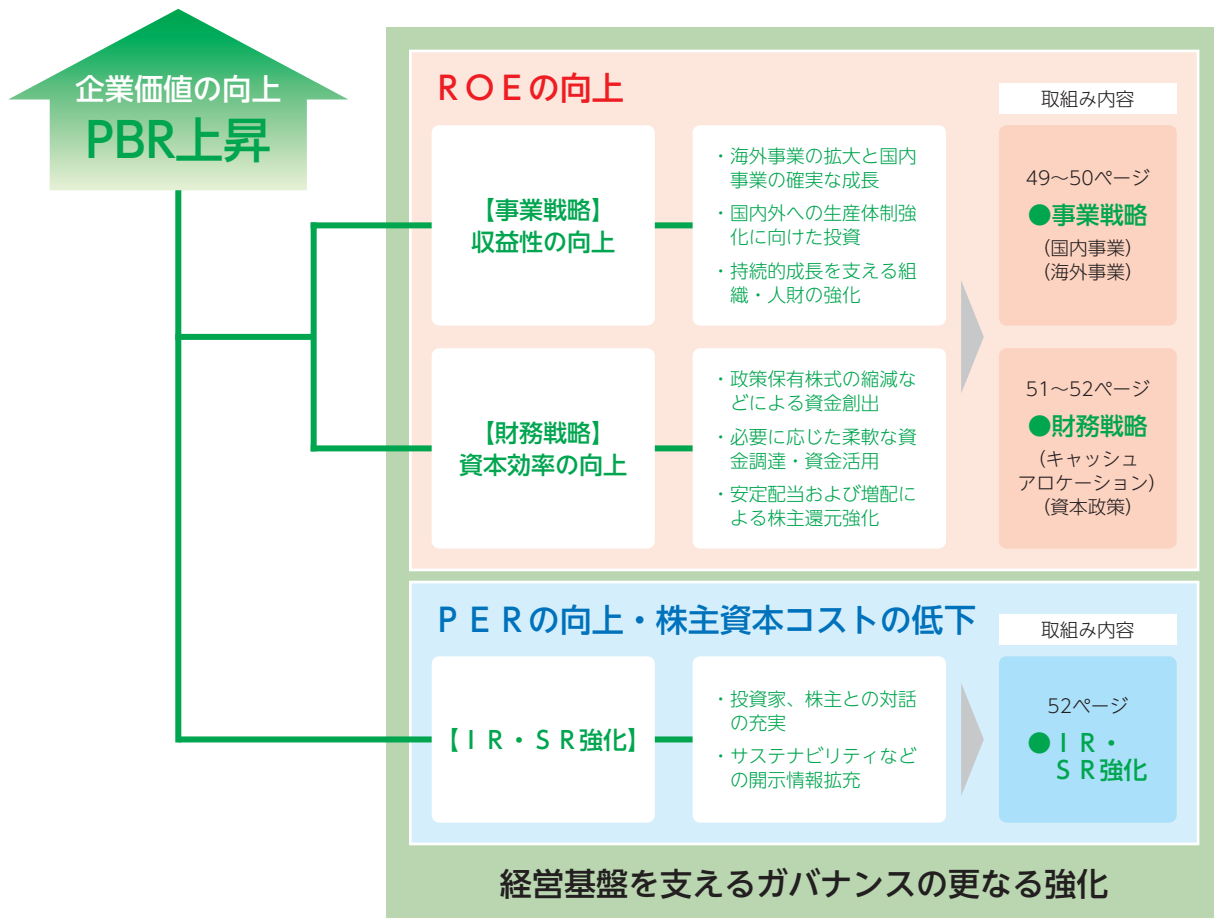 企業価値の向上
PBR上昇
ROEの向上
取組み内容
【事業戦略】
収益性の向上
・海外事業の拡大と国内
事業の確実な成長
・国内外への生産体制強
化に向けた投資
・持続的成長を支える組
織・人財の強化
49〜50ページ
●事業戦略
(国内事業)
(海外事業)
【財務戦略】
資本効率の向上
・政策保有株式の縮減な
どによる資金創出
・必要に応じた柔軟な資
金調達・資金活用
・安定配当および増配に
よる株主還元強化
51〜52ページ
●財務戦略
(キャッシュ
アロケーション)
(資本政策)
PERの向上・株主資本コストの低下
取組み内容
【IR・SR強化】
・投資家、株主との対話
の充実
・サステナビリティなど
の開示情報拡充
52ページ
●IR・
SR強化
経営基盤を支えるガバナンスの更なる強化